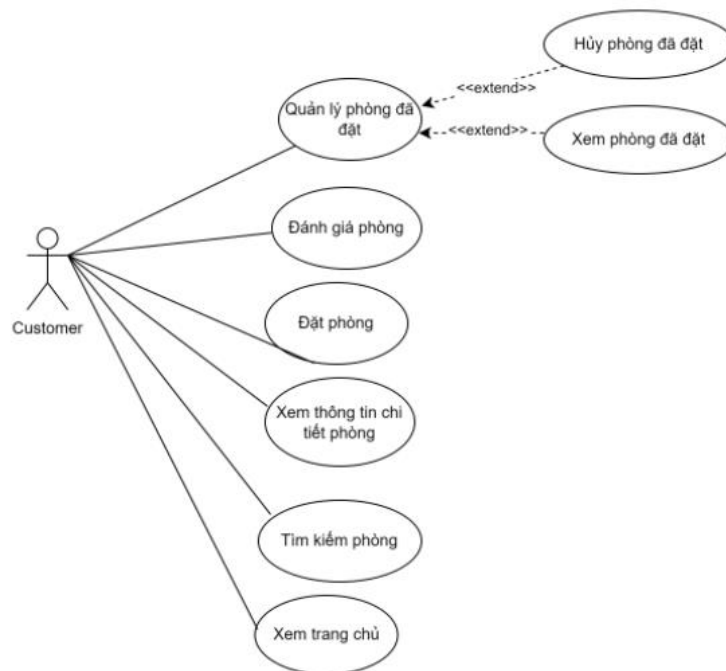 Hủy phòng đã đặt
<<extend>>
Quản lý phòng đã
đặt
<<extend>>
Xem phòng đã đặt
Đánh giá phòng
Customer
Đặt phòng
Xem thông tin chi
tiết phòng
Tìm kiếm phòng
Xem trang chủ